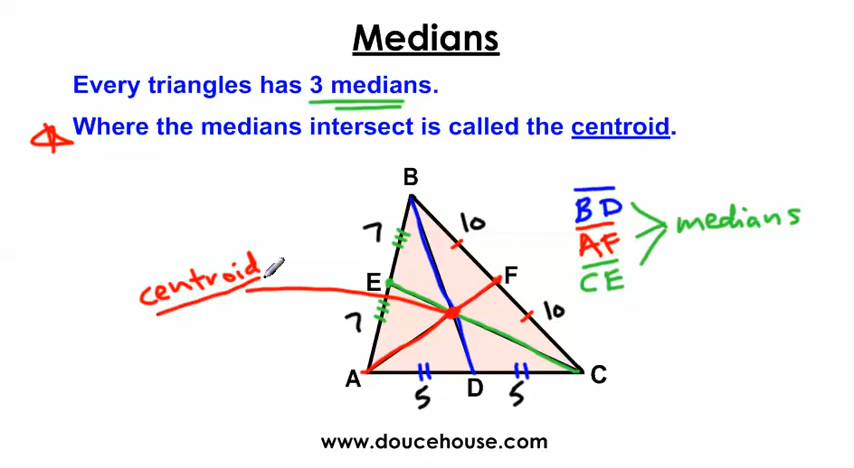 Medians
Every triangles has 3 medians.
Where the medians intersect is called the centroid.
B
7
10
BD
AF
CE
medians
centroid
E
F
7
10
A
D
C
5
5
www.doucehouse.com